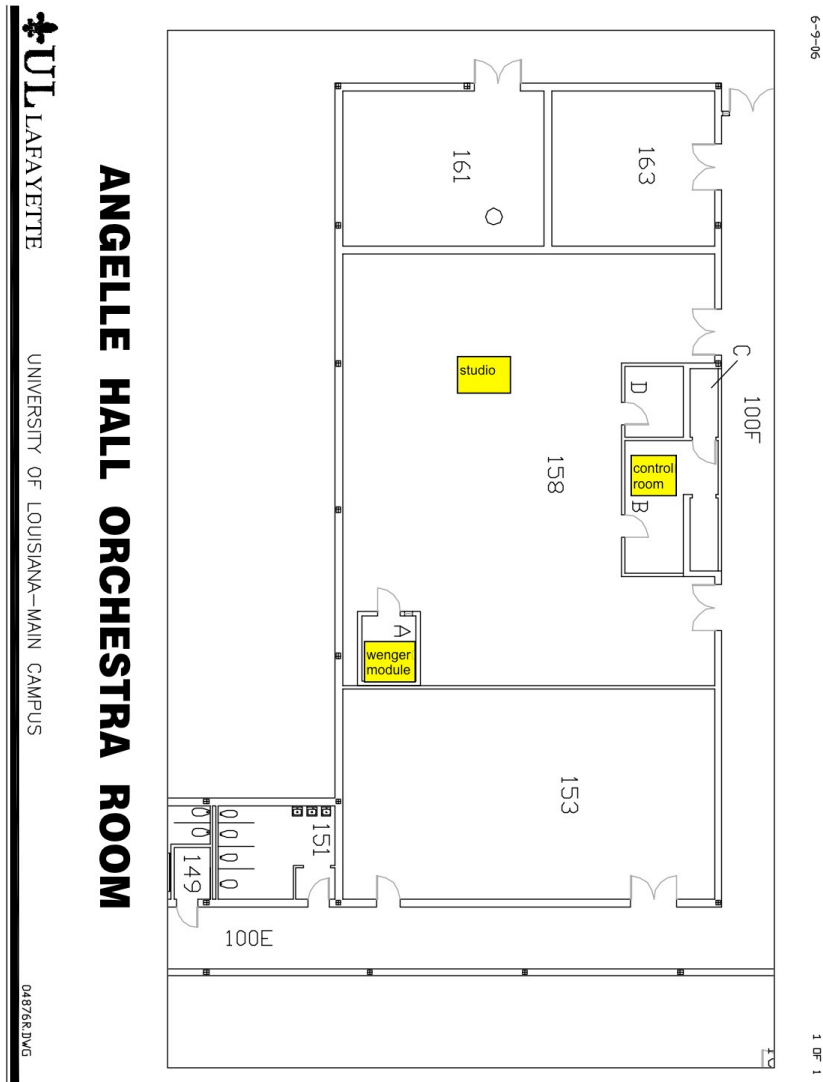 6-9-06
1 OF 1
161
163
C
100F
studio
D
158
control
room
B
A
wenger
module
153
151
149
100E
UL LAFAYETTE
UNIVERSITY OF LOUISIANA-MAIN CAMPUS
ANGELLE HALL ORCHESTRA ROOM
04876R.DWG